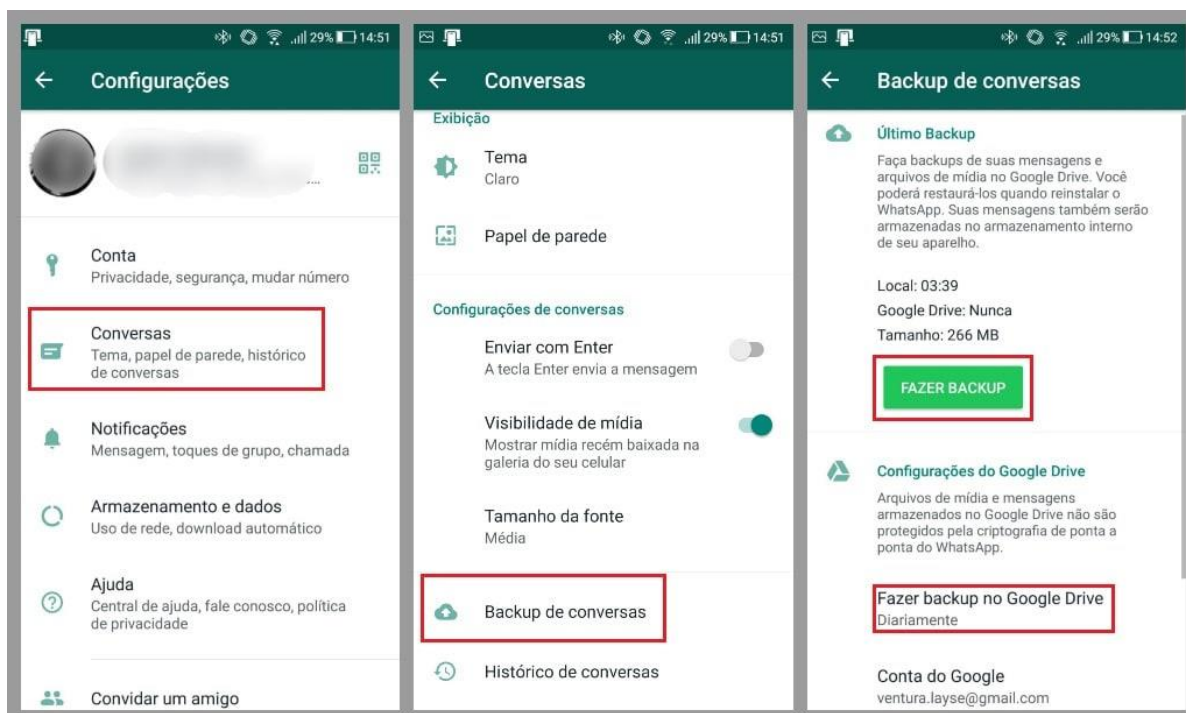 29% 14:51
Configurações
Conta
Privacidade, segurança, mudar número
Conversas
Tema, papel de parede, histórico
de conversas
Notificações
Mensagem, toques de grupo, chamada
Armazenamento e dados
Uso de rede, download automático
Ajuda
Central de ajuda, fale conosco, política
de privacidade
Convidar um amigo
29% 14:51
Conversas
Exibição
Tema
Claro
Papel de parede
Configurações de conversas
Enviar com Enter
A tecla Enter envia a mensagem
Visibilidade de mídia
Mostrar mídia recém baixada na
galeria do seu celular
Tamanho da fonte
Média
Backup de conversas
Histórico de conversas
29% 14:52
Backup de conversas
Último Backup
Faça backups de suas mensagens e
arquivos de mídia no Google Drive. Você
poderá restaurá-los quando reinstalar o
WhatsApp. Suas mensagens também serão
armazenadas no armazenamento interno
de seu aparelho.
Local: 03:39
Google Drive: Nunca
Tamanho: 266 MB
FAZER BACKUP
Configurações do Google Drive
Arquivos de mídia e mensagens
armazenados no Google Drive não são
protegidos pela criptografia de ponta a
ponta do WhatsApp.
Fazer backup no Google Drive
Diariamente
Conta do Google
ventura.layse@gmail.com